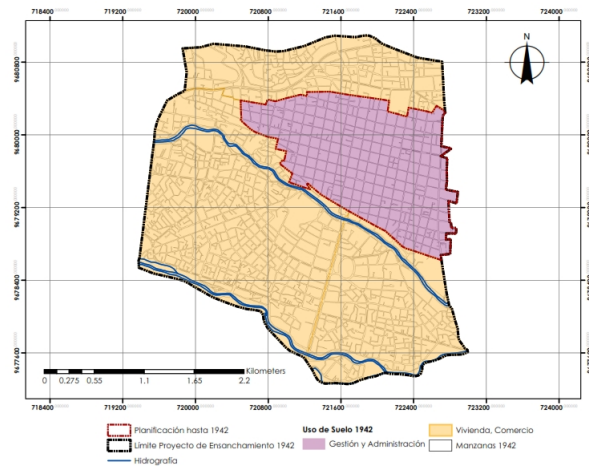 718400 719200 720000 720800 721600 722400 723200 724000
N
9680800
9680000
9679200
9678400
9677600
Kilometers
0 0.275 0.55 1.1 1.65 2.2
718400 719200 720000 720800 721600 722400 723200 724000
Planificación hasta 1942
Límite Proyecto de Ensanchamiento 1942
Hidrografía
Uso de Suelo 1942
Gestión y Administración
Vivienda, Comercio
Manzanas 1942